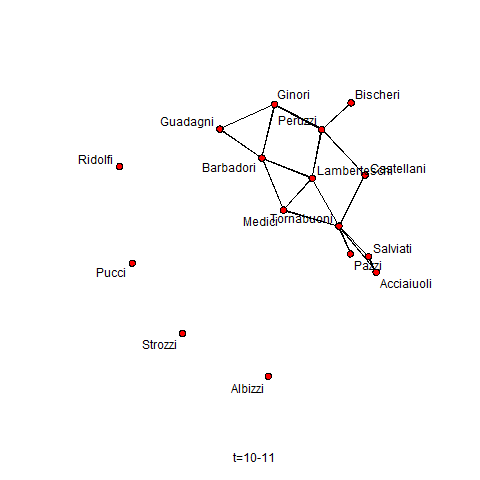 Ginori
Bischeri
Guadagni
Peruzzi
Ridolfi
Barbadori
Lamberteschi
Castellani
Medici
Tornabuoni
Salviati
Pucci
Pazzi
Acciaiuoli
Strozzi
Albizzi
t=10-11